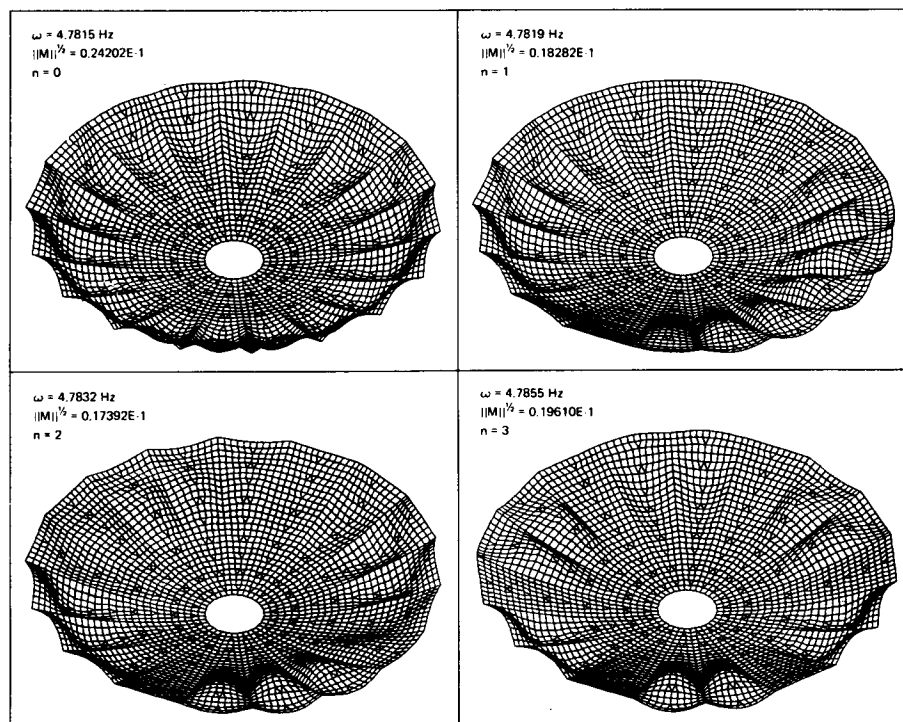 ω = 4.7815 Hz
||M||^½ = 0.24202E-1
n = 0
ω = 4.7819 Hz
||M||^½ = 0.18282E-1
n = 1
ω = 4.7832 Hz
||M||^½ = 0.17392E-1
n = 2
ω = 4.7855 Hz
||M||^½ = 0.19610E-1
n = 3